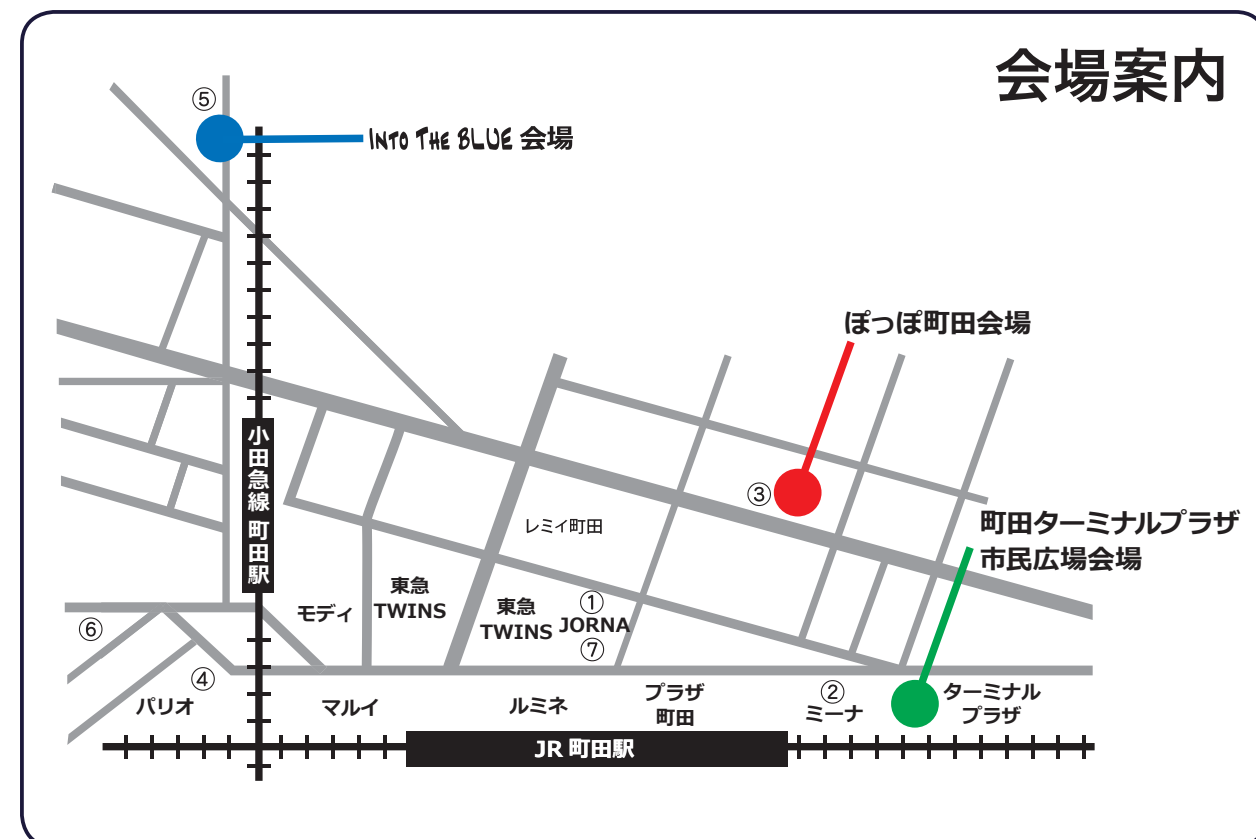 会場案内
⑤
INTO THE BLUE 会場
ぽっぽ町田会場
③
町田ターミナルプラザ
市民広場会場
小田急線 町田駅
レミィ町田
モディ
東急
TWINS
東急
TWINS
①
JORNA
⑦
⑥
④
パリオ
マルイ
ルミネ
プラザ
町田
②
ミーナ
ターミナル
プラザ
JR 町田駅